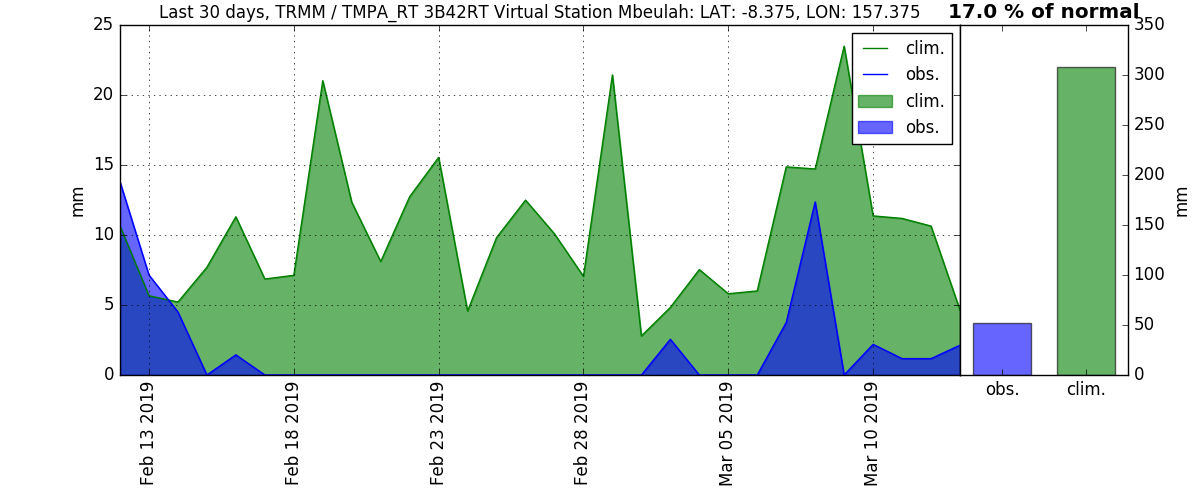 Last 30 days, TRMM / TMPA_RT 3B42RT Virtual Station Mbeulah: LAT: -8.375, LON: 157.375
17.0 % of normal
25
20
15
10
5
0
mm
clim.
obs.
clim.
obs.
Feb 13 2019
Feb 18 2019
Feb 23 2019
Feb 28 2019
Mar 05 2019
Mar 10 2019
350
300
250
200
150
100
50
0
mm
obs.
clim.